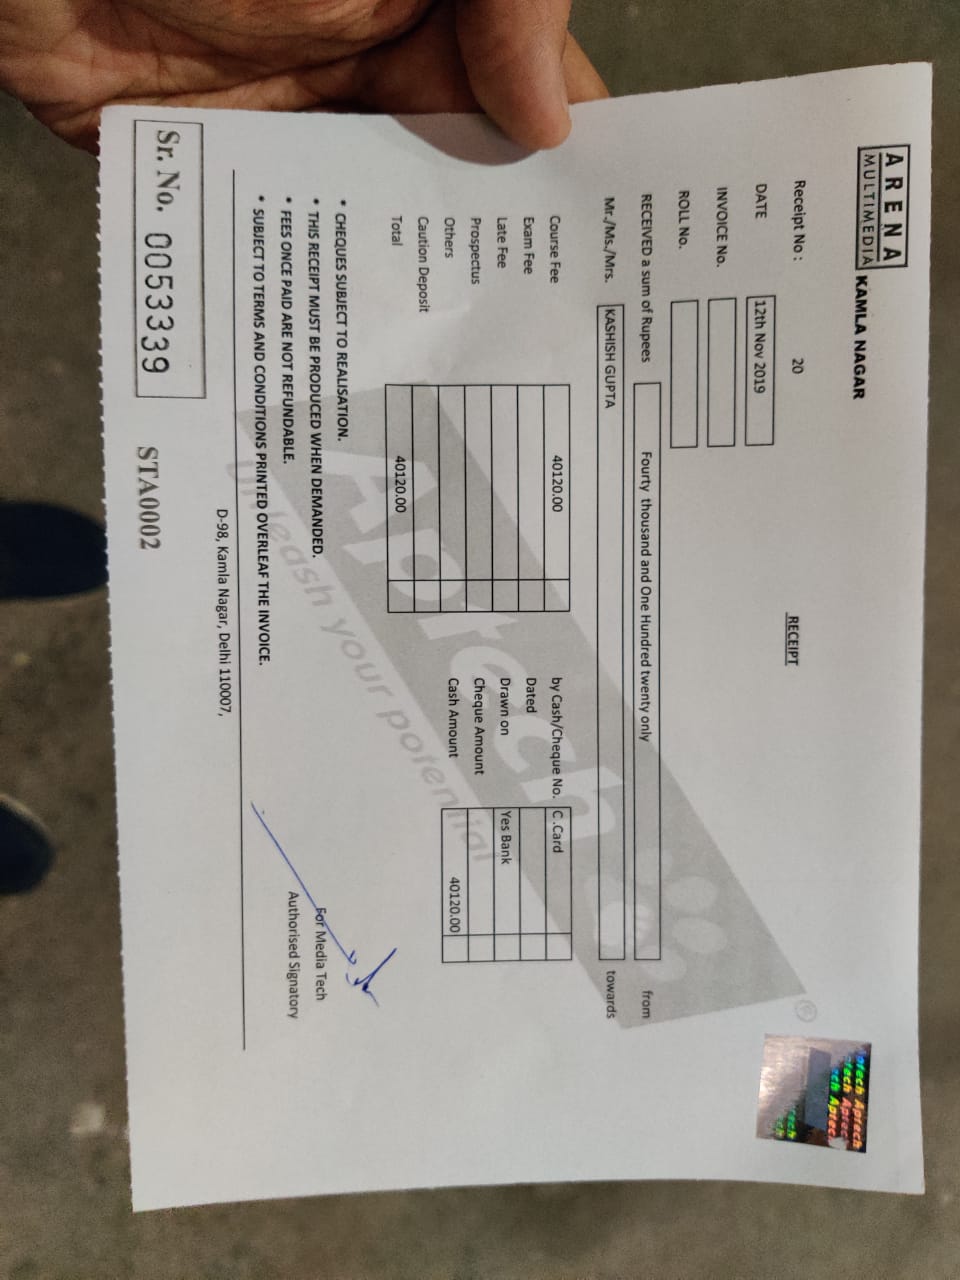 ARENA
MULTIMEDIA KAMLA NAGAR
RECEIPT
Receipt No : 20
DATE 12th Nov 2019
INVOICE No.
ROLL No.
RECEIVED a sum of Rupees Fourty thousand and One Hundred twenty only from
Mr./Ms./Mrs. KASHISH GUPTA towards
Course Fee 40120.00 by Cash/Cheque No. C .Card
Exam Fee Dated
Late Fee Drawn on Yes Bank
Prospectus Cheque Amount
Others Cash Amount 40120.00
Caution Deposit
Total 40120.00
Aptech ®
Unleash your potential
* CHEQUES SUBJECT TO REALISATION.
* THIS RECEIPT MUST BE PRODUCED WHEN DEMANDED.
* FEES ONCE PAID ARE NOT REFUNDABLE.
* SUBJECT TO TERMS AND CONDITIONS PRINTED OVERLEAF THE INVOICE.
For Media Tech
Authorised Signatory
D-98, Kamla Nagar, Delhi 110007,
Sr. No. 0053339 STA0002
Aptech Aptech